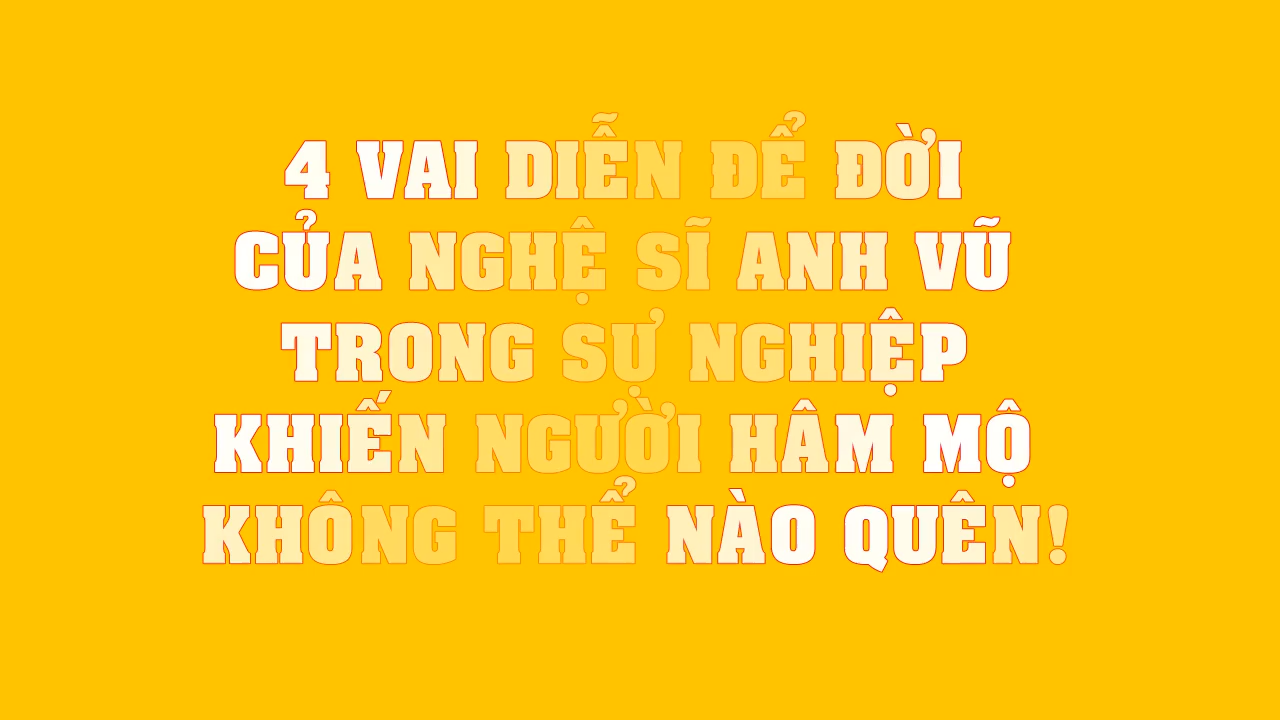 4 VAI DIỄN ĐỂ ĐỜI
CỦA NGHỆ SĨ ANH VŨ
TRONG SỰ NGHIỆP
KHIẾN NGƯỜI HÂM MỘ
KHÔNG THỂ NÀO QUÊN!